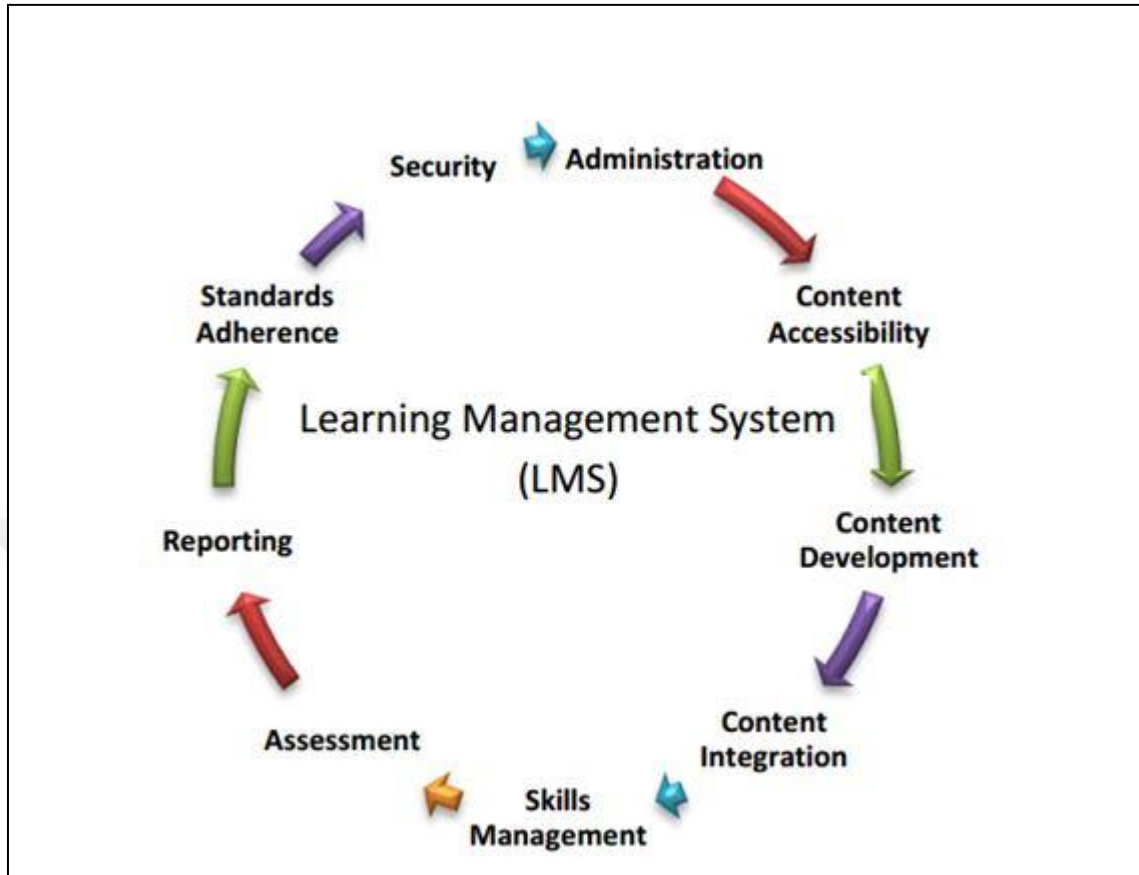 Security
Administration
Content
Accessibility
Content
Development
Content
Integration
Skills
Management
Assessment
Reporting
Standards
Adherence
Learning Management System
(LMS)